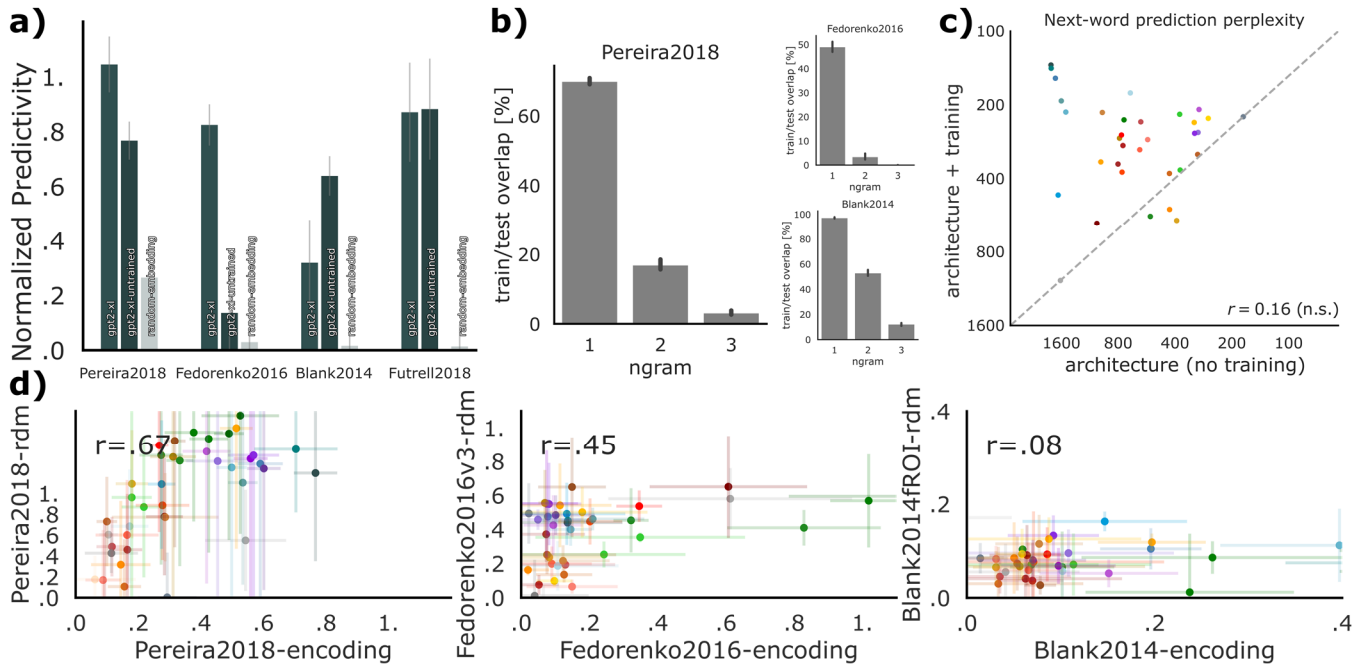 a)
Normalized Predictivity
1.
.8
.6
.4
.2
.0
gpt2-xl
gpt2-xl-untrained
random-embedding
gpt2-xl
gpt2-xl-untrained
random-embedding
gpt2-xl
gpt2-xl-untrained
random-embedding
gpt2-xl
gpt2-xl-untrained
random-embedding
Pereira2018
Fedorenko2016
Blank2014
Futrell2018
b)
Pereira2018
train/test overlap [%]
80
60
40
20
0
1
2
3
ngram
Fedorenko2016
train/test overlap [%]
50
40
30
20
10
0
1
2
3
ngram
Blank2014
train/test overlap [%]
100
80
60
40
20
0
1
2
3
ngram
c)
Next-word prediction perplexity
architecture + training
100
200
400
800
1600
r = 0.16 (n.s.)
1600
800
400
200
100
architecture (no training)
d)
Pereira2018-rdm
r=.67
1.
.8
.6
.4
.2
.0
.0
.2
.4
.6
.8
1.
Pereira2018-encoding
Fedorenko2016v3-rdm
r=.45
1.
.8
.6
.4
.2
.0
.0
.2
.4
.6
.8
1.
Fedorenko2016-encoding
Blank2014fROI-rdm
r=.08
.4
.2
.0
.0
.2
.4
Blank2014-encoding